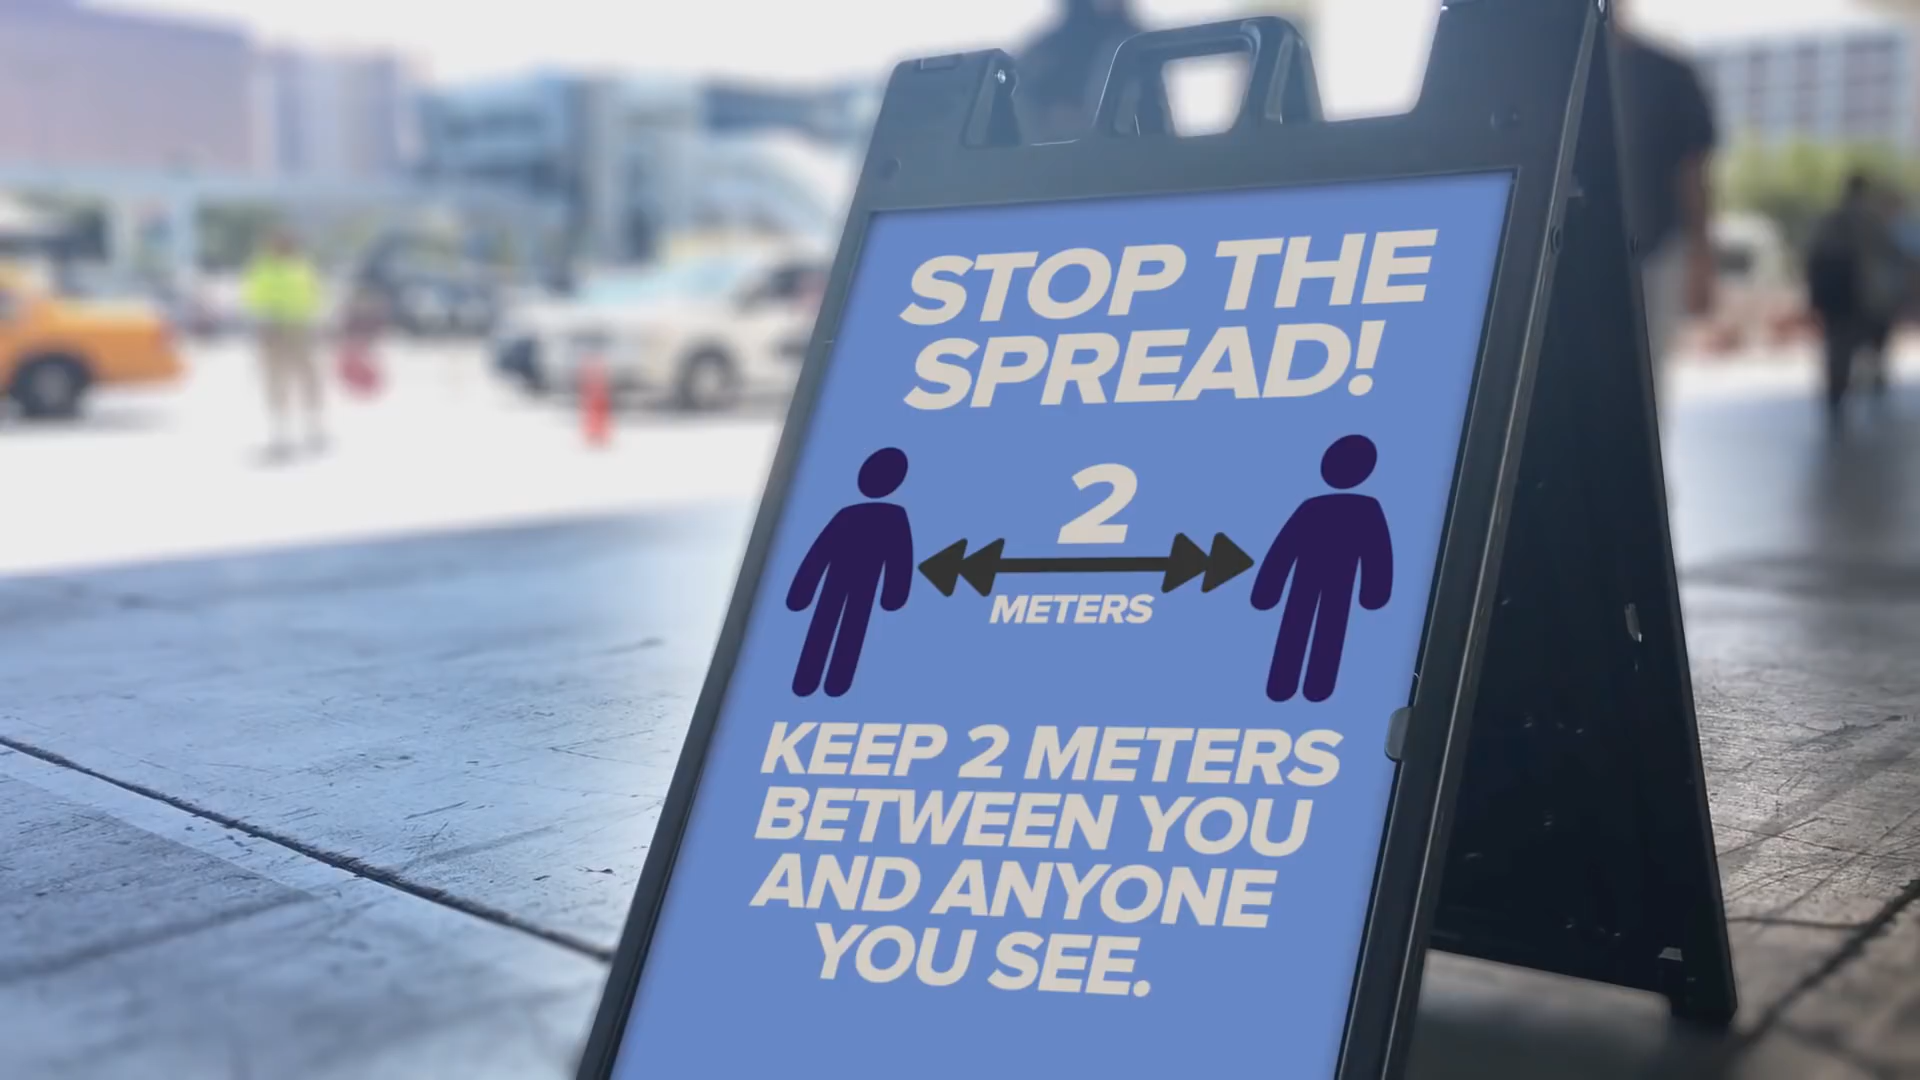 STOP THE
SPREAD!
2
METERS
KEEP 2 METERS
BETWEEN YOU
AND ANYONE
YOU SEE.